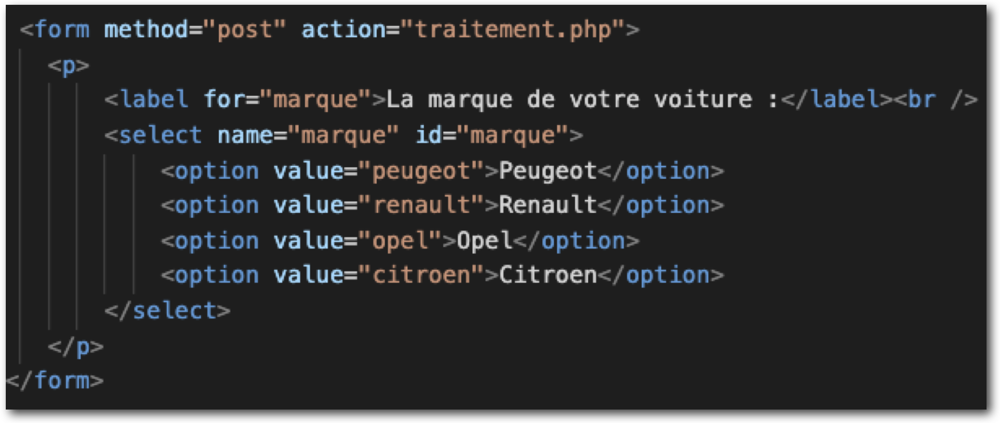 <form method="post" action="traitement.php">
<p>
<label for="marque">La marque de votre voiture :</label><br />
<select name="marque" id="marque">
<option value="peugeot">Peugeot</option>
<option value="renault">Renault</option>
<option value="opel">Opel</option>
<option value="citroen">Citroen</option>
</select>
</p>
</form>